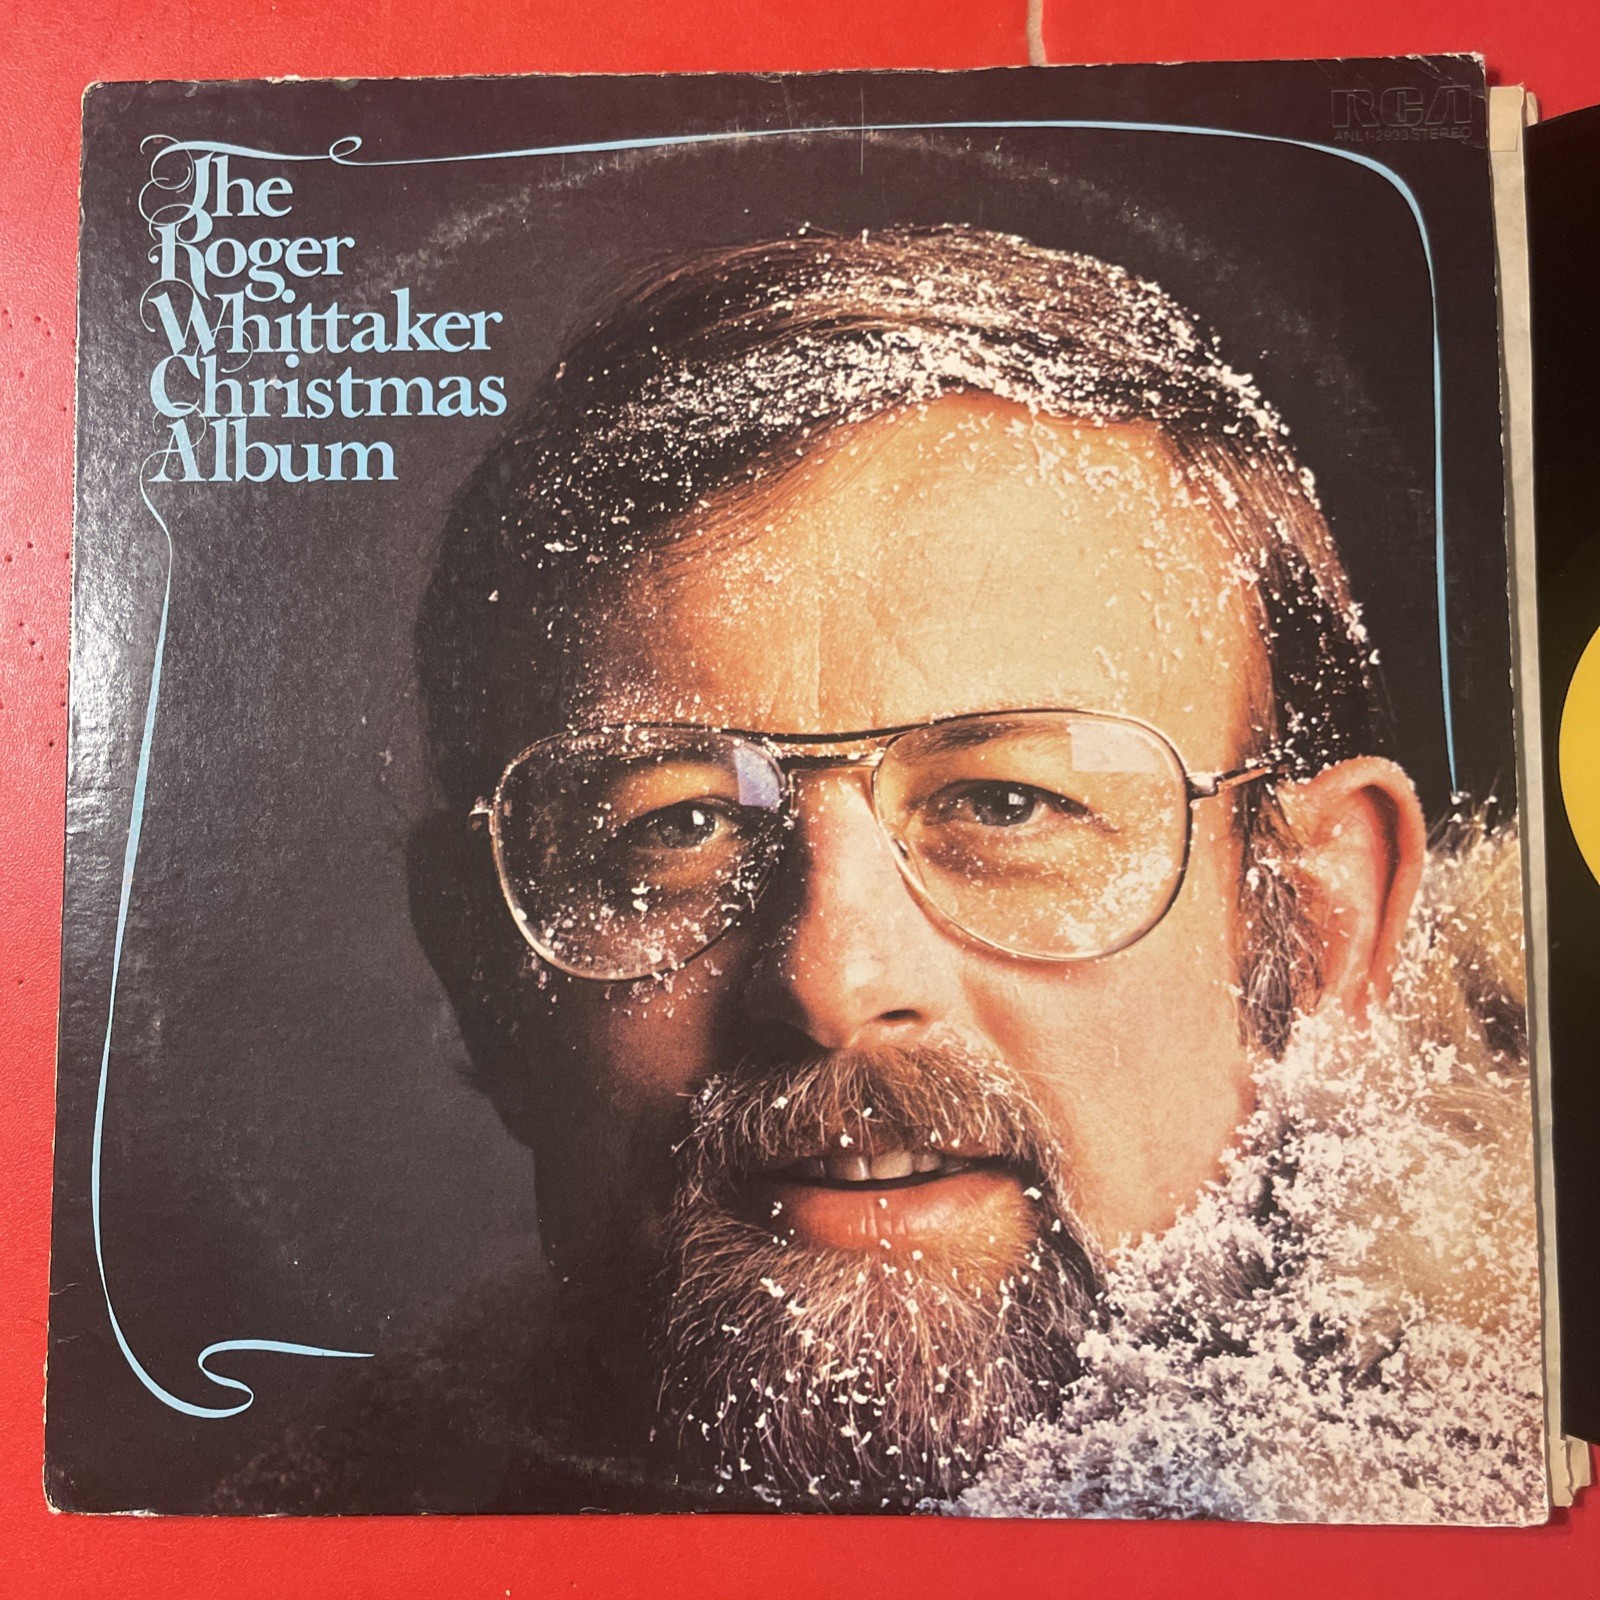 The
Roger
Whittaker
Christmas
Album
RCA
ANL1-2933 STEREO